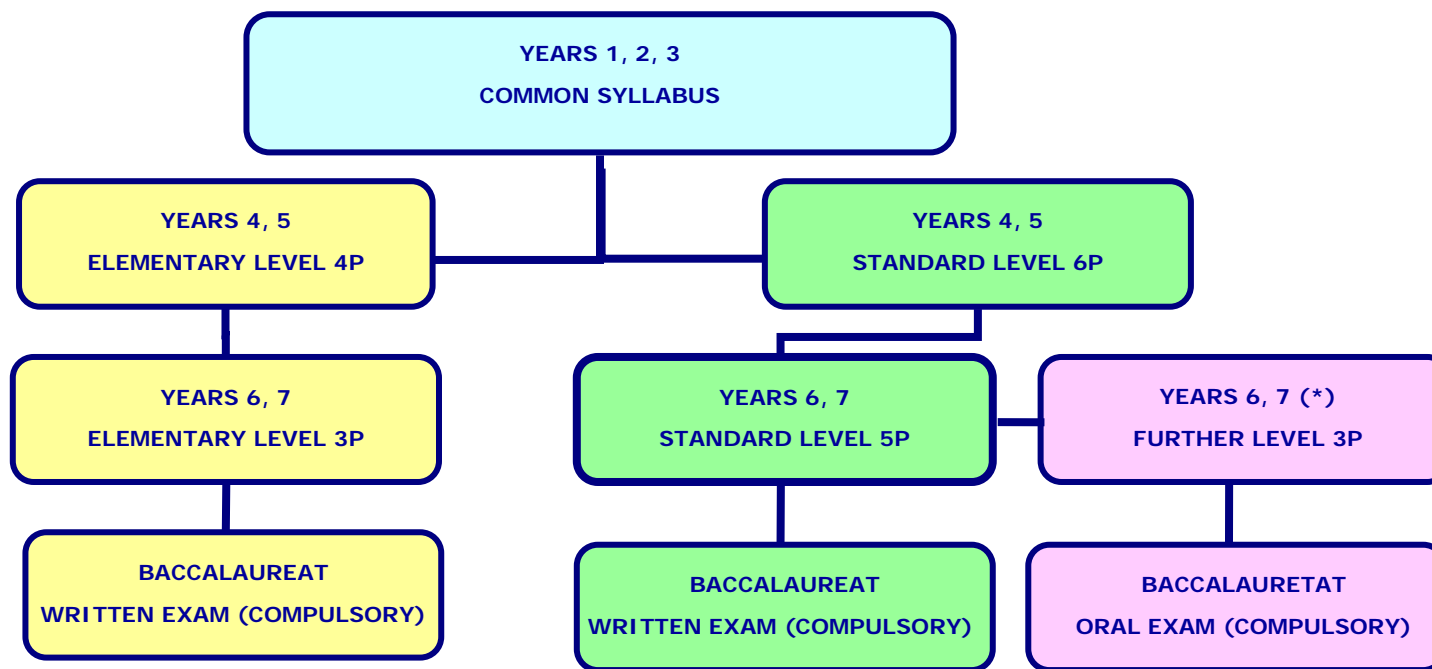 YEARS 1, 2, 3
COMMON SYLLABUS
YEARS 4, 5
ELEMENTARY LEVEL 4P
YEARS 4, 5
STANDARD LEVEL 6P
YEARS 6, 7
ELEMENTARY LEVEL 3P
YEARS 6, 7
STANDARD LEVEL 5P
YEARS 6, 7 (*)
FURTHER LEVEL 3P
BACCALAUREAT
WRITTEN EXAM (COMPULSORY)
BACCALAUREAT
WRITTEN EXAM (COMPULSORY)
BACCALAURETAT
ORAL EXAM (COMPULSORY)